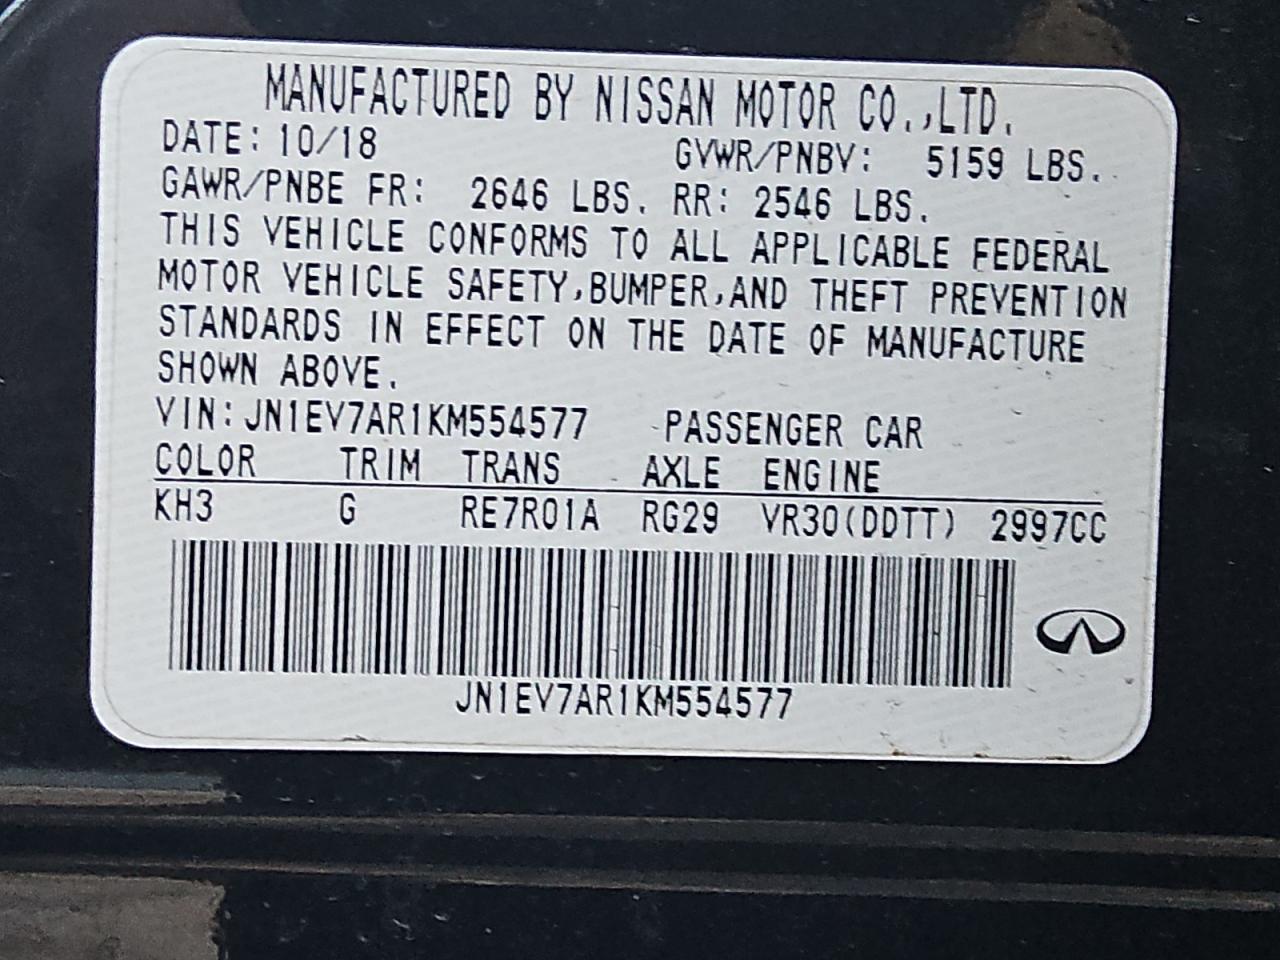 MANUFACTURED BY NISSAN MOTOR CO.,LTD.
DATE: 10/18 GVWR/PNBV: 5159 LBS.
GAWR/PNBE FR: 2646 LBS. RR: 2546 LBS.
THIS VEHICLE CONFORMS TO ALL APPLICABLE FEDERAL
MOTOR VEHICLE SAFETY,BUMPER,AND THEFT PREVENTION
STANDARDS IN EFFECT ON THE DATE OF MANUFACTURE
SHOWN ABOVE.
VIN: JN1EV7AR1KM554577 PASSENGER CAR
COLOR TRIM TRANS AXLE ENGINE
KH3 G RE7R01A RG29 VR30(DDTT) 2997CC
JN1EV7AR1KM554577